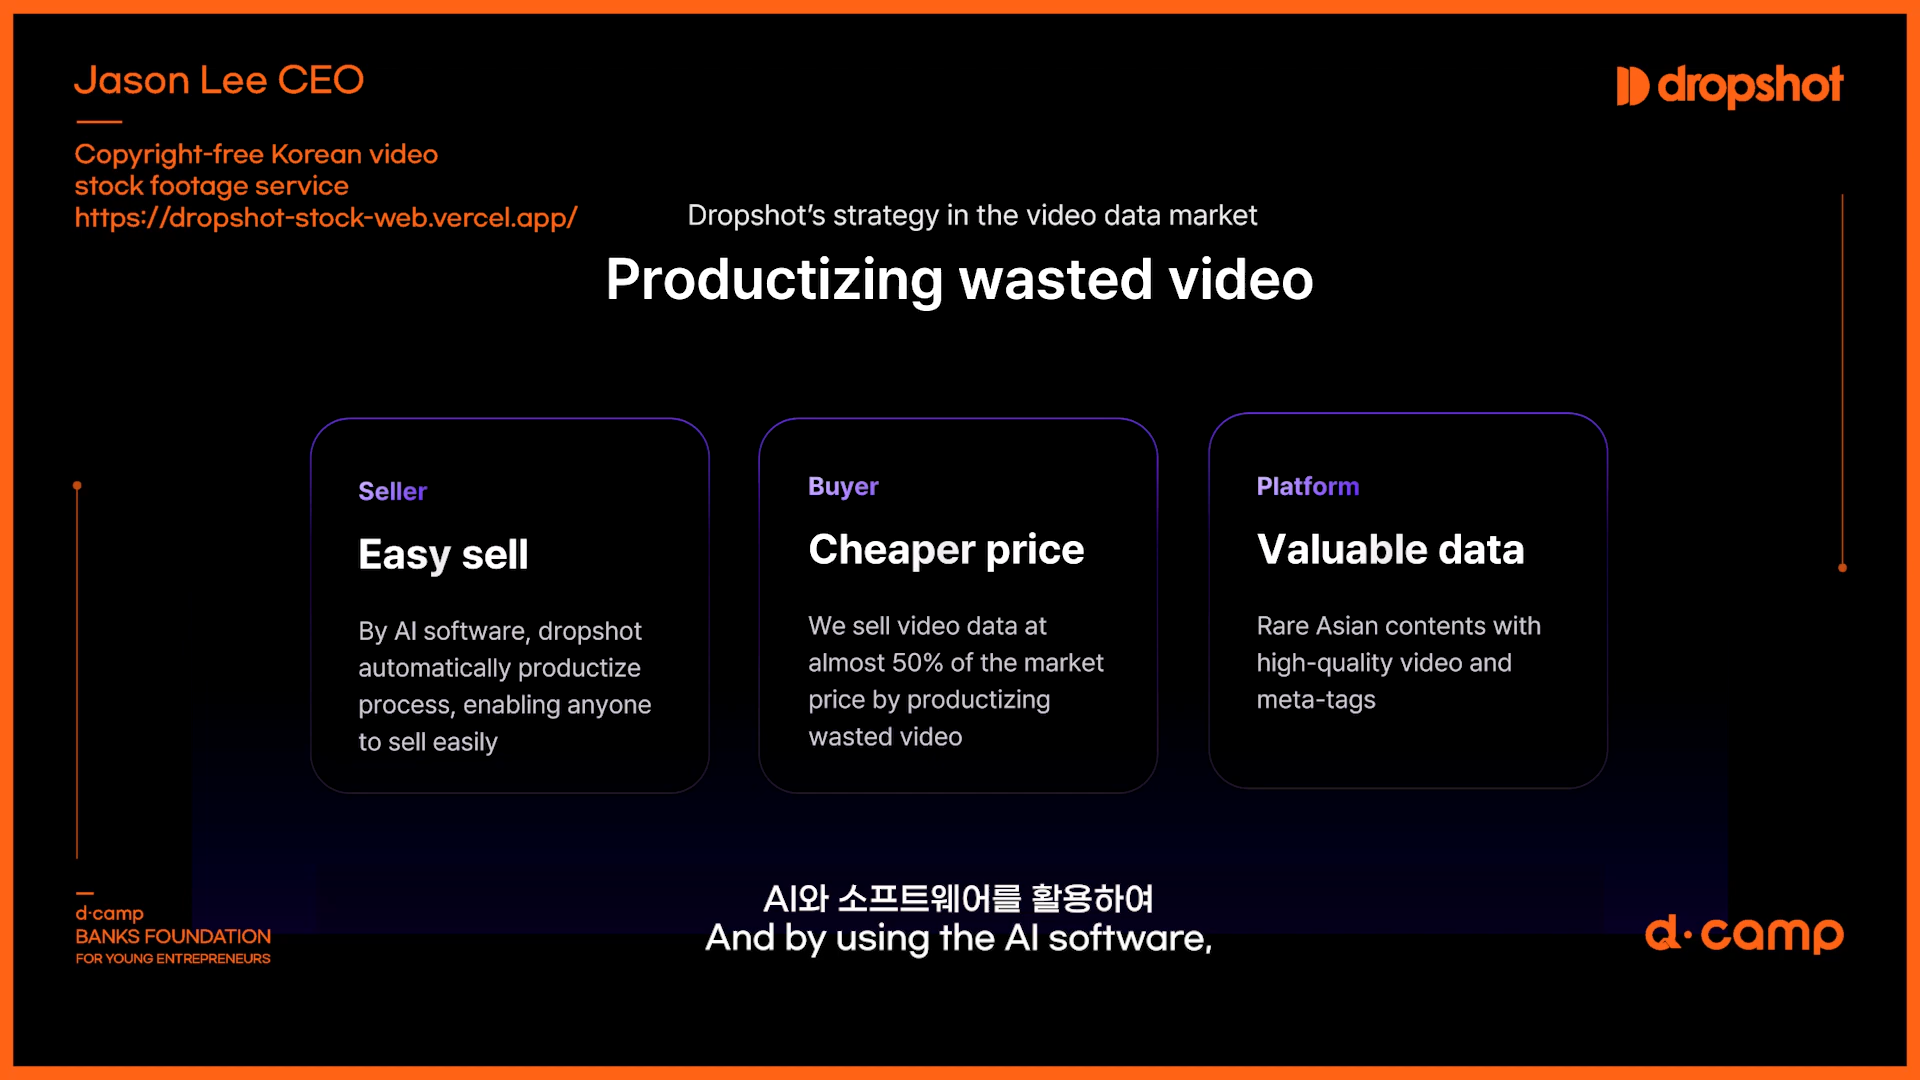 Jason Lee CEO
Copyright-free Korean video
stock footage service
https://dropshot-stock-web.vercel.app/
dropshot
Dropshot's strategy in the video data market
Productizing wasted video
Seller
Easy sell
By AI software, dropshot
automatically productize
process, enabling anyone
to sell easily
Buyer
Cheaper price
We sell video data at
almost 50% of the market
price by productizing
wasted video
Platform
Valuable data
Rare Asian contents with
high-quality video and
meta-tags
AI와 소프트웨어를 활용하여
And by using the AI software,
d·camp
BANKS FOUNDATION
FOR YOUNG ENTREPRENEURS
d·camp